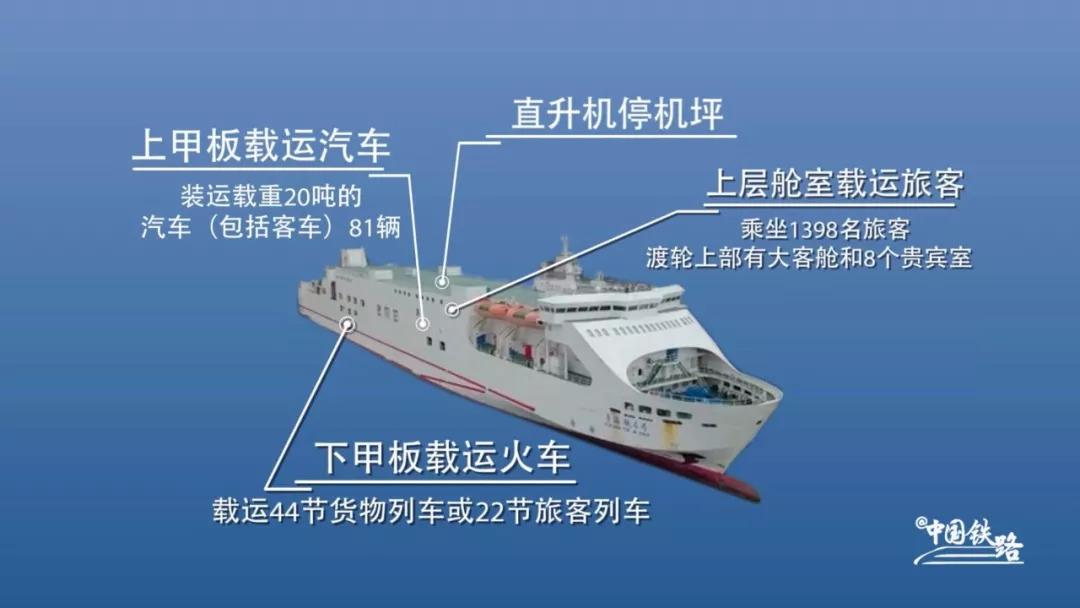 直升机停机坪
上甲板载运汽车
装运载重20吨的
汽车（包括客车）81辆
上层舱室载运旅客
乘坐1398名旅客
渡轮上部有大客舱和8个贵宾室
下甲板载运火车
载运44节货物列车或22节旅客列车
@中国铁路